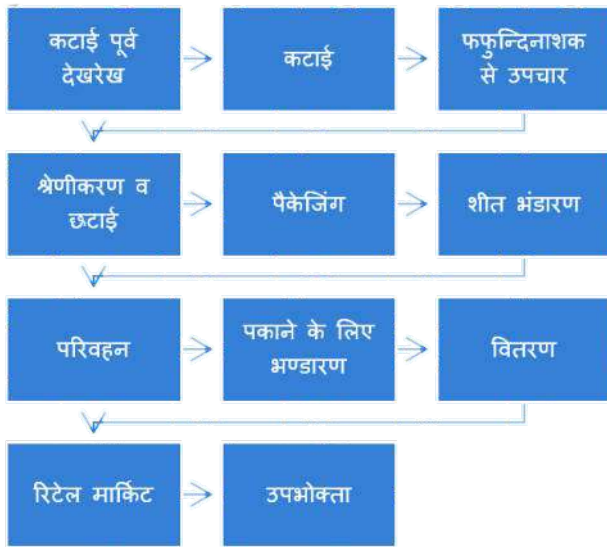 कटाई पूर्व
देखरेख
कटाई
फफुन्दिनाशक
से उपचार
श्रेणीकरण व
छटाई
पैकेजिंग
शीत भंडारण
परिवहन
पकाने के लिए
भण्डारण
वितरण
रिटेल मार्किट
उपभोक्ता